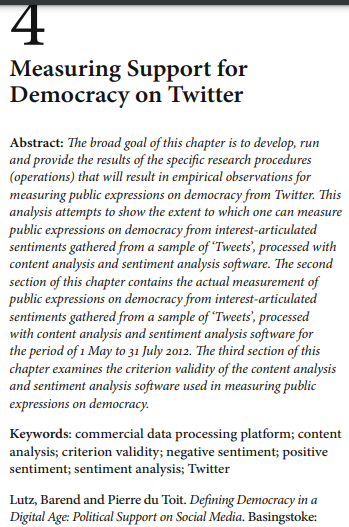 4
Measuring Support for
Democracy on Twitter
Abstract: The broad goal of this chapter is to develop, run
and provide the results of the specific research procedures
(operations) that will result in empirical observations for
measuring public expressions on democracy from Twitter. This
analysis attempts to show the extent to which one can measure
public expressions on democracy from interest-articulated
sentiments gathered from a sample of ‘Tweets’, processed with
content analysis and sentiment analysis software. The second
section of this chapter contains the actual measurement of
public expressions on democracy from interest-articulated
sentiments gathered from a sample of ‘Tweets’, processed
with content analysis and sentiment analysis software for
the period of 1 May to 31 July 2012. The third section of this
chapter examines the criterion validity of the content analysis
and sentiment analysis software used in measuring public
expressions on democracy.
Keywords: commercial data processing platform; content
analysis; criterion validity; negative sentiment; positive
sentiment; sentiment analysis; Twitter
Lutz, Barend and Pierre du Toit. Defining Democracy in a
Digital Age: Political Support on Social Media. Basingstoke: